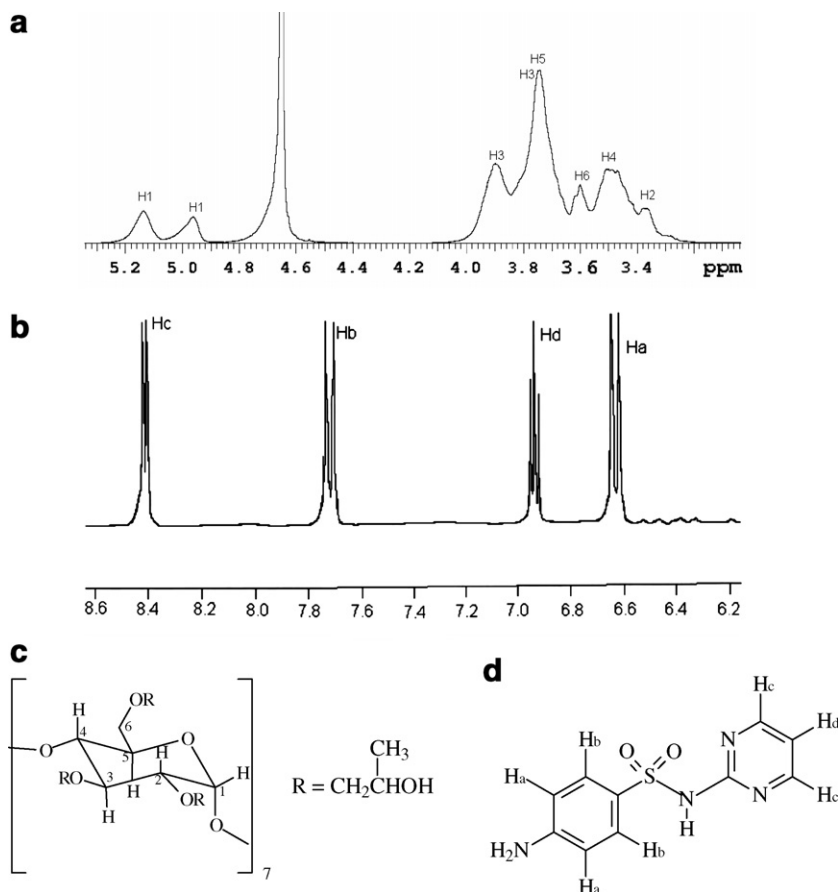 a
H1
H1
H3
H3
H5
H6
H4
H2
5.2 5.0 4.8 4.6 4.4 4.2 4.0 3.8 3.6 3.4 ppm
b
Hc
Hb
Hd
Ha
8.6 8.4 8.2 8.0 7.8 7.6 7.4 7.2 7.0 6.8 6.6 6.4 6.2
c
OR
6
H
4
O
5
O
H
H
RO
3
H
2
OR
1
H
O
7
CH3
R = CH2CHOH
d
Hc
Hd
Hc
N
N
O O
S
N
H
Hb
Ha
Hb
H2N
Ha